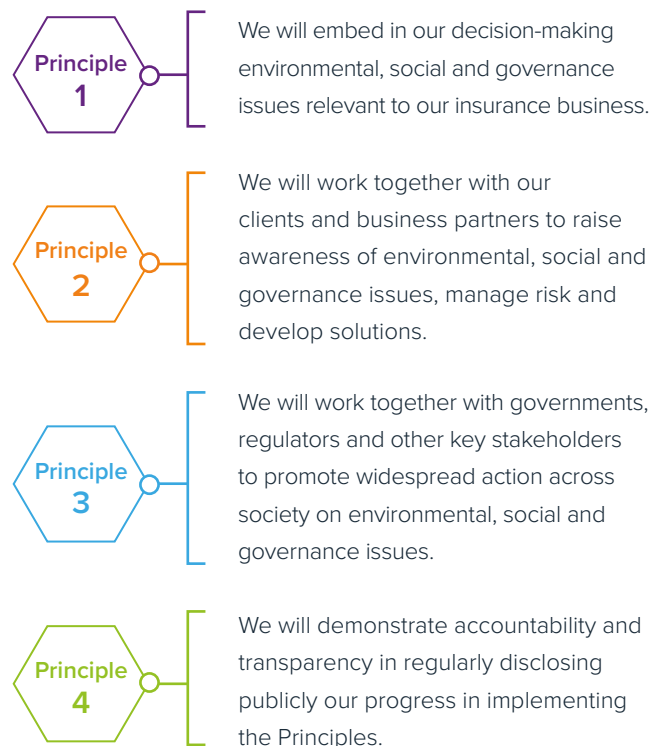 Principle
1
We will embed in our decision-making
environmental, social and governance
issues relevant to our insurance business.
Principle
2
We will work together with our
clients and business partners to raise
awareness of environmental, social and
governance issues, manage risk and
develop solutions.
Principle
3
We will work together with governments,
regulators and other key stakeholders
to promote widespread action across
society on environmental, social and
governance issues.
Principle
4
We will demonstrate accountability and
transparency in regularly disclosing
publicly our progress in implementing
the Principles.